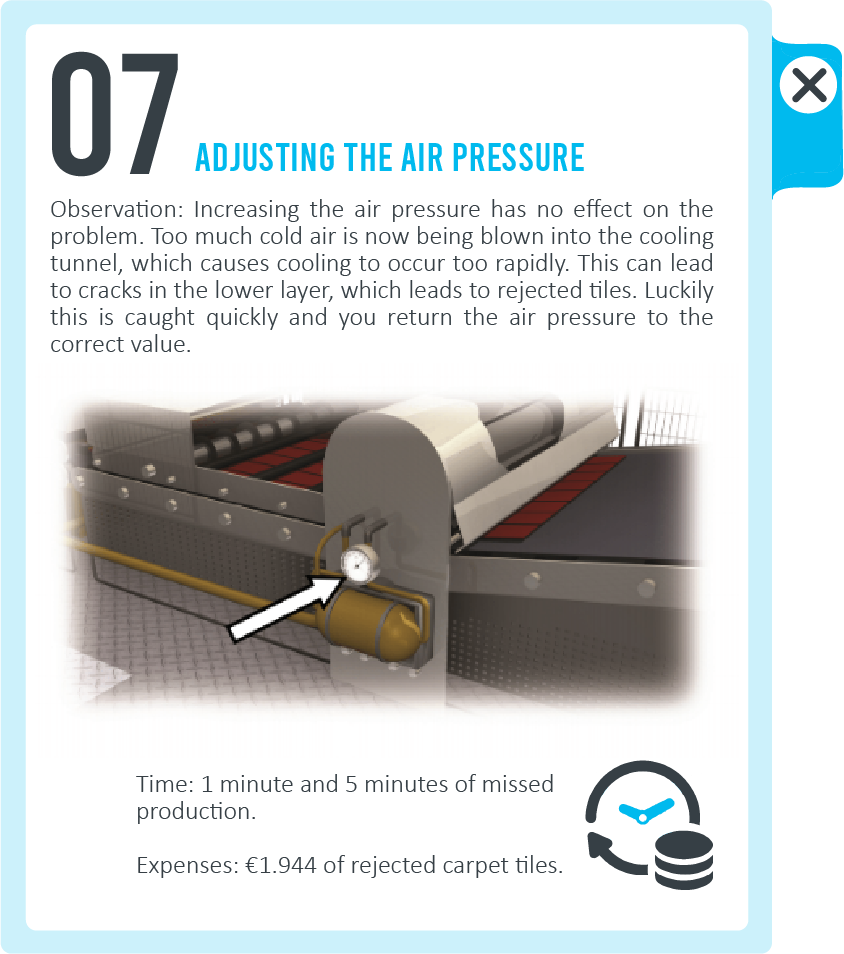 07
ADJUSTING THE AIR PRESSURE
Observation: Increasing the air pressure has no effect on the
problem. Too much cold air is now being blown into the cooling
tunnel, which causes cooling to occur too rapidly. This can lead
to cracks in the lower layer, which leads to rejected tiles. Luckily
this is caught quickly and you return the air pressure to the
correct value.
Time: 1 minute and 5 minutes of missed
production.
Expenses: €1.944 of rejected carpet tiles.